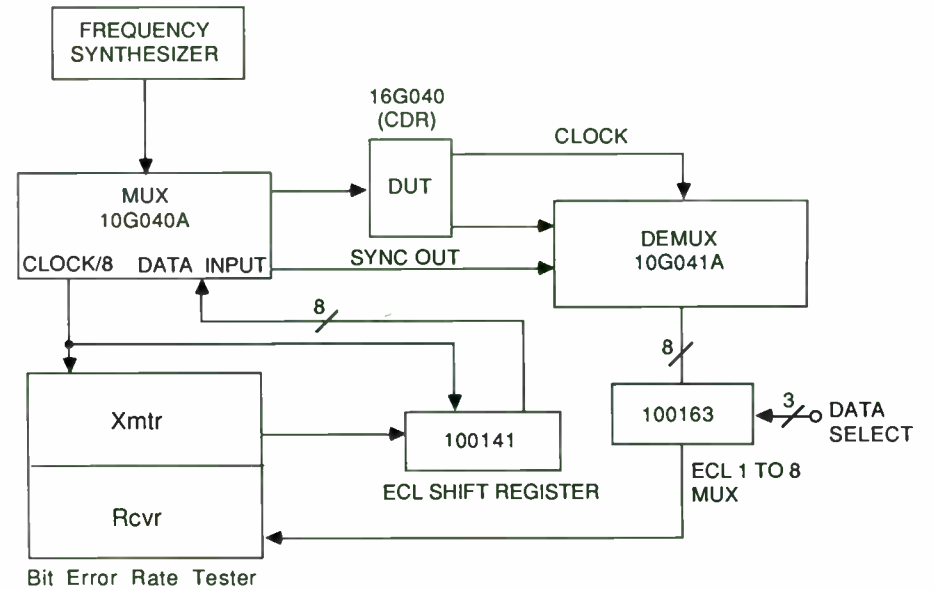 FREQUENCY
SYNTHESIZER
16G040
(CDR)
CLOCK
MUX
10G040A
DUT
DEMUX
10G041A
CLOCK/8 DATA INPUT
SYNC OUT
8
8
Xmtr
100141
100163
3
DATA
SELECT
ECL SHIFT REGISTER
ECL 1 TO 8
MUX
Rcvr
Bit Error Rate Tester